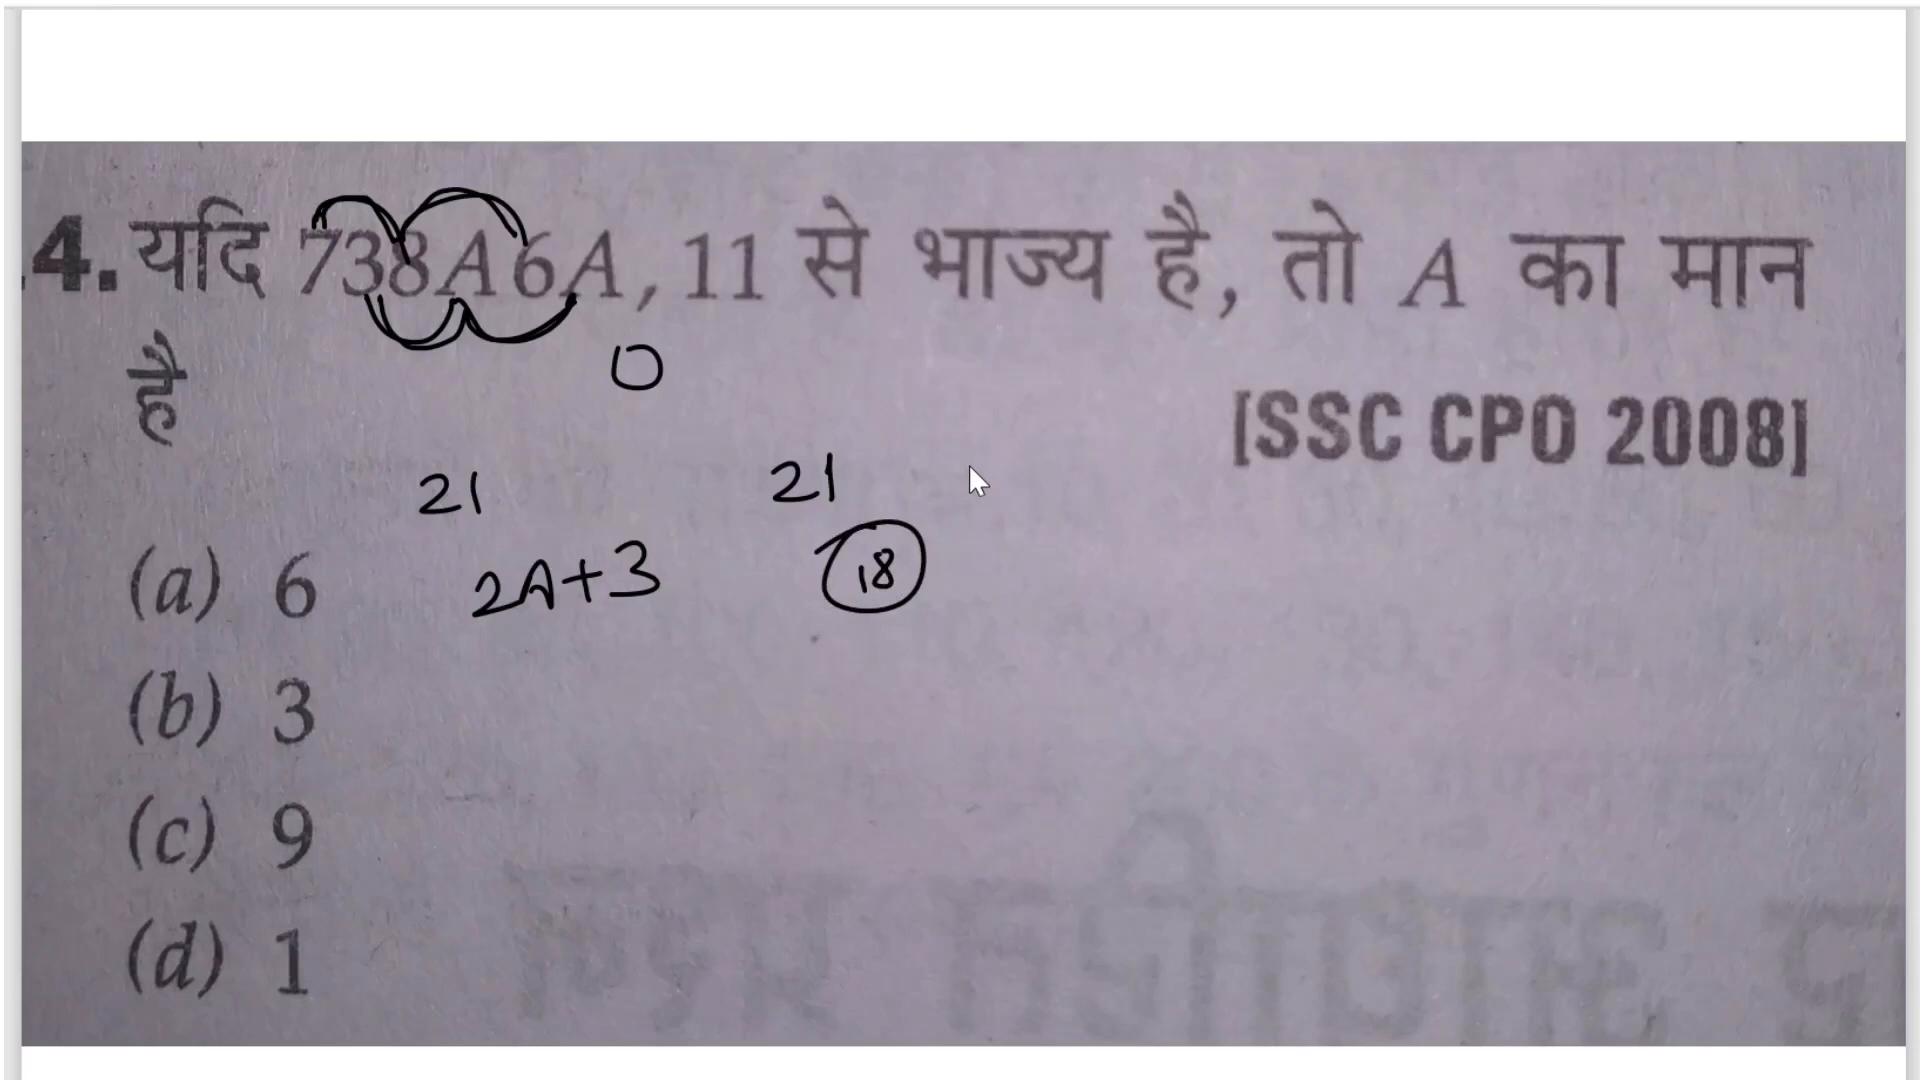 4. यदि 738A6A, 11 से भाज्य है, तो A का मान
है
0
[SSC CPO 2008]
21 21
(a) 6 2A+3 18
(b) 3
(c) 9
(d) 1